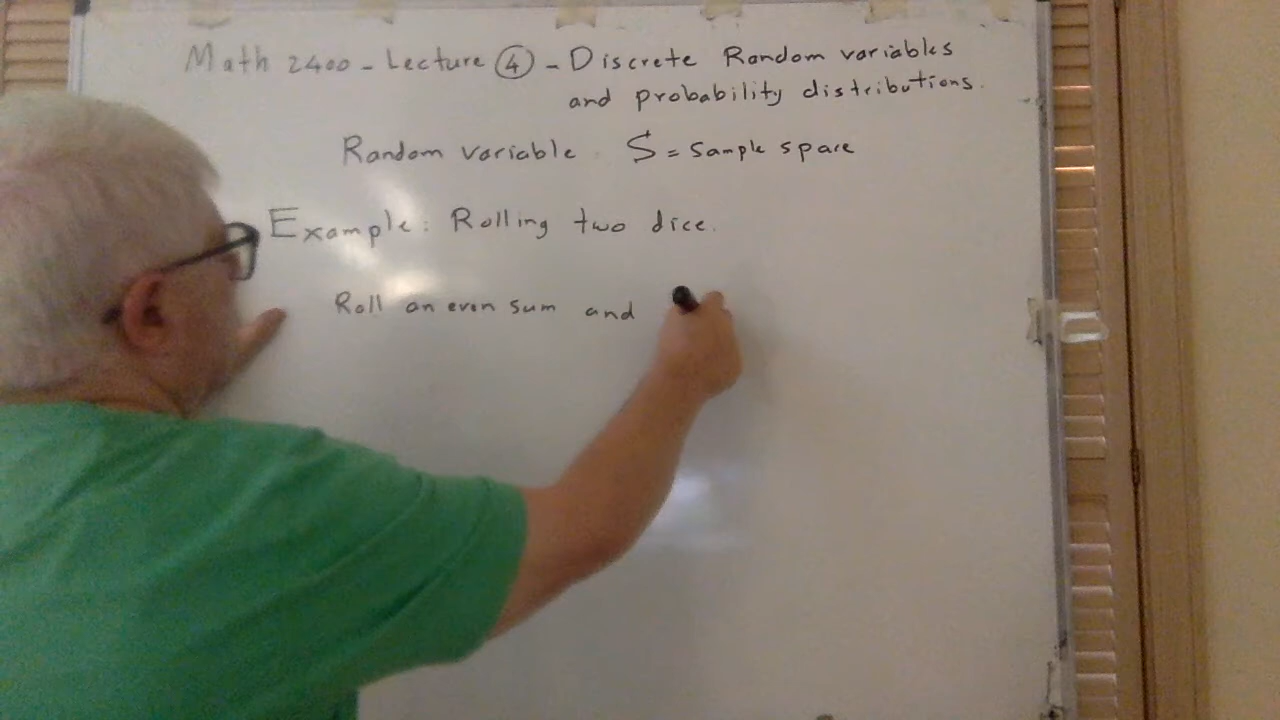 Math 2400 - Lecture ④ - Discrete Random variables
and probability distributions.
Random variable S = Sample space
Example: Rolling two dice.
Roll an even sum and